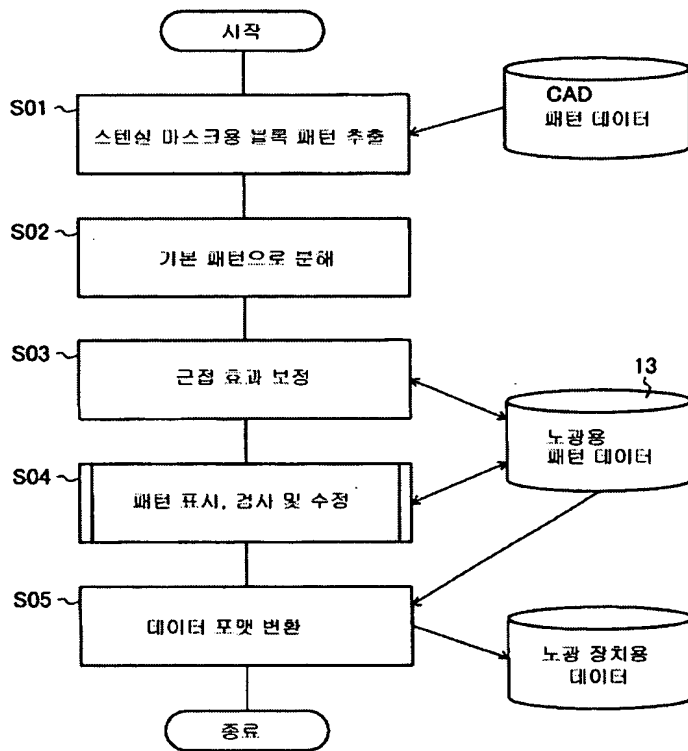 시작
S01
스텐실 마스크용 블록 패턴 추출
CAD
패턴 데이터
S02
기본 패턴으로 분해
S03
근접 효과 보정
13
노광용
패턴 데이터
S04
패턴 표시, 검사 및 수정
S05
데이터 포맷 변환
노광 장치용
데이터
종료